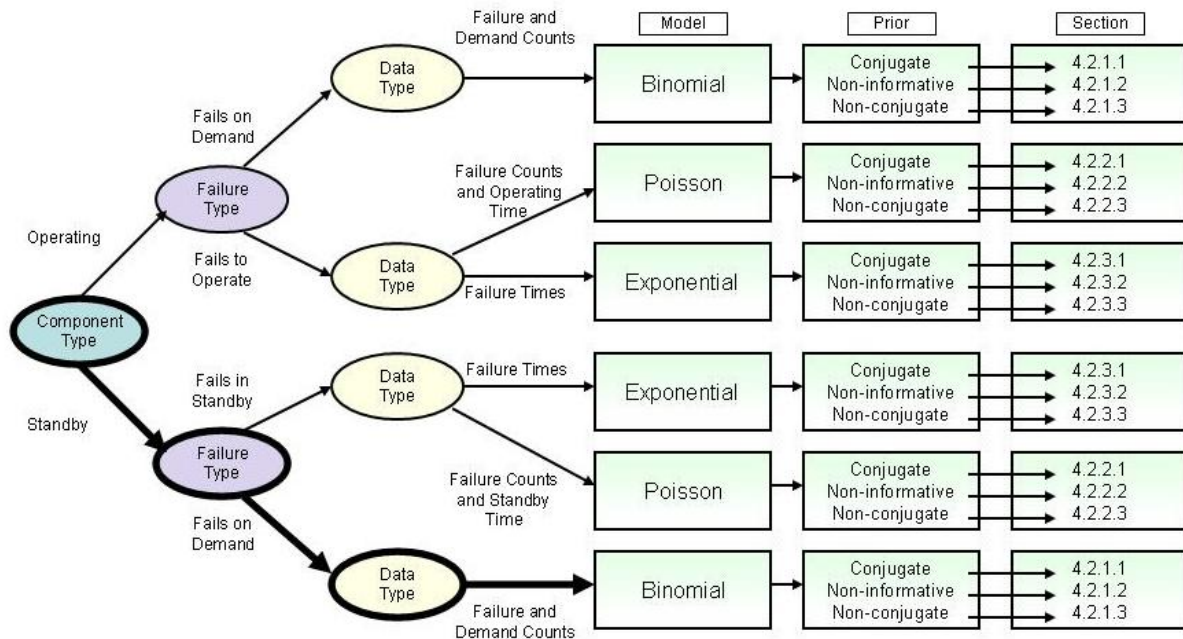 Model
Prior
Section
Failure and
Demand Counts
Data
Type
Binomial
Conjugate
Non-informative
Non-conjugate
4.2.1.1
4.2.1.2
4.2.1.3
Fails on
Demand
Failure
Type
Failure Counts
and Operating
Time
Poisson
Conjugate
Non-informative
Non-conjugate
4.2.2.1
4.2.2.2
4.2.2.3
Operating
Fails to
Operate
Data
Type
Failure Times
Exponential
Conjugate
Non-informative
Non-conjugate
4.2.3.1
4.2.3.2
4.2.3.3
Component
Type
Standby
Fails in
Standby
Data
Type
Failure Times
Exponential
Conjugate
Non-informative
Non-conjugate
4.2.3.1
4.2.3.2
4.2.3.3
Failure
Type
Failure Counts
and Standby
Time
Poisson
Conjugate
Non-informative
Non-conjugate
4.2.2.1
4.2.2.2
4.2.2.3
Fails on
Demand
Data
Type
Failure and
Demand Counts
Binomial
Conjugate
Non-informative
Non-conjugate
4.2.1.1
4.2.1.2
4.2.1.3